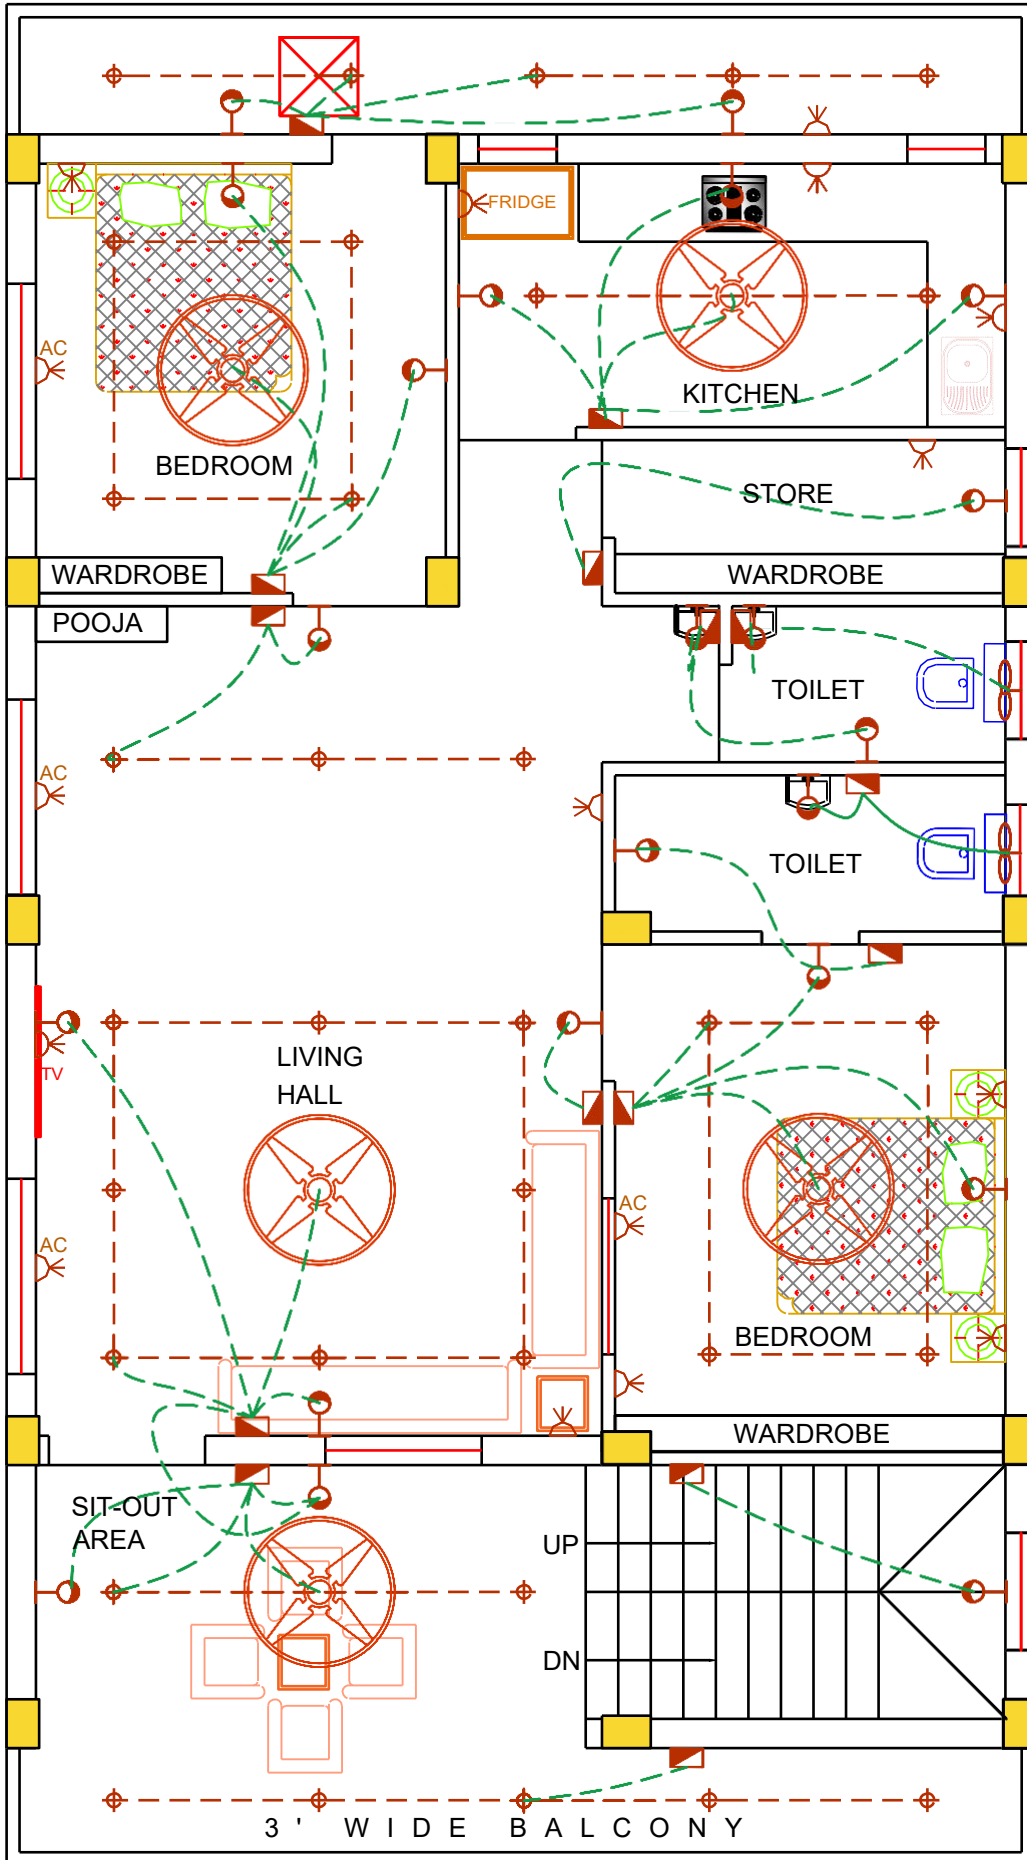 FRIDGE
AC
KITCHEN
BEDROOM
STORE
WARDROBE
WARDROBE
POOJA
TOILET
AC
TOILET
LIVING
HALL
TV
AC
AC
BEDROOM
WARDROBE
SIT-OUT
AREA
UP
DN
3' WIDE BALCONY